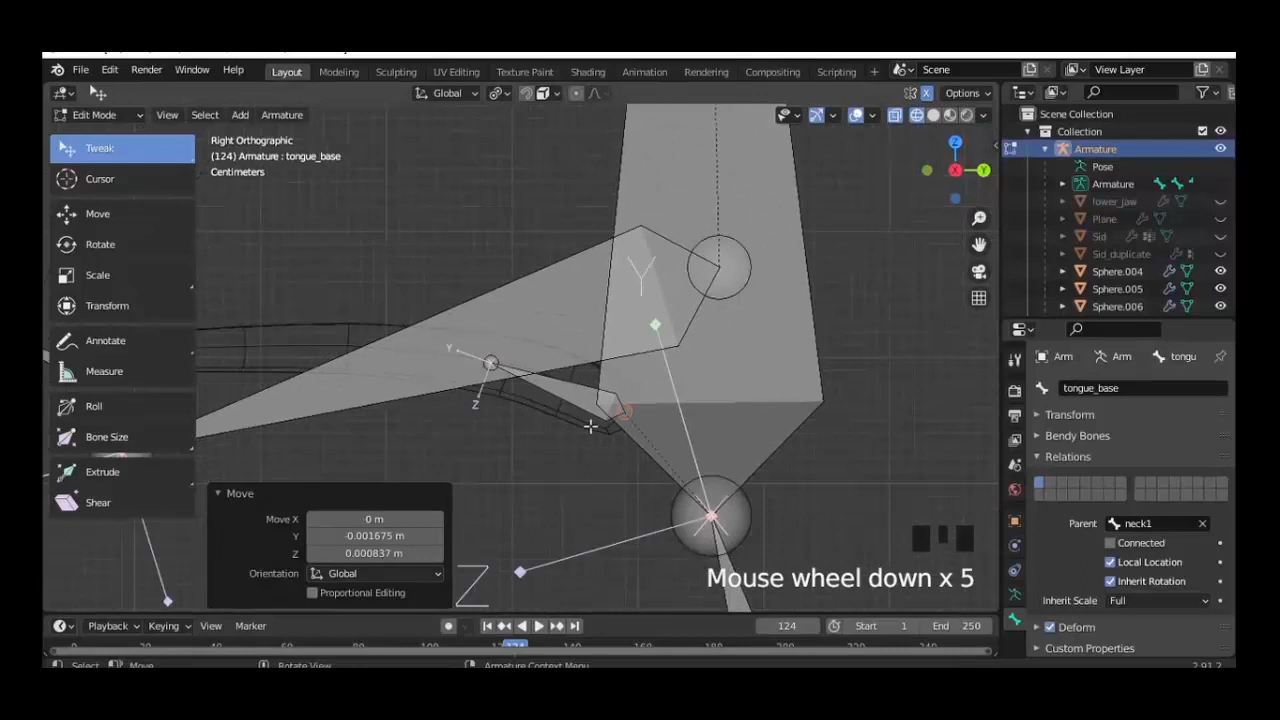 File Edit Render Window Help Layout Modeling Sculpting UV Editing Texture Paint Shading Animation Rendering Compositing Scripting + Scene View Layer
Global Options
Edit Mode View Select Add Armature
Tweak
Cursor
Move
Rotate
Scale
Transform
Annotate
Measure
Roll
Bone Size
Extrude
Shear
Right Orthographic
(124) Armature : tongue_base
Centimeters
Z
X
Y
Y
Y
Z
Z
Move
Move X 0 m
Y -0.001675 m
Z 0.000837 m
Orientation Global
Proportional Editing
Mouse wheel down x 5
Scene Collection
Collection
Armature
Pose
Armature
lower_jaw
Plane
Sid
Sid_duplicate
Sphere.004
Sphere.005
Sphere.006
Arm Arm tongu
tongue_base
Transform
Bendy Bones
Relations
Parent neck1
Connected
Local Location
Inherit Rotation
Inherit Scale Full
Deform
Custom Properties
Playback Keying View Marker 124 Start 1 End 250
Select Move Rotate View Armature Context Menu 2.91.2